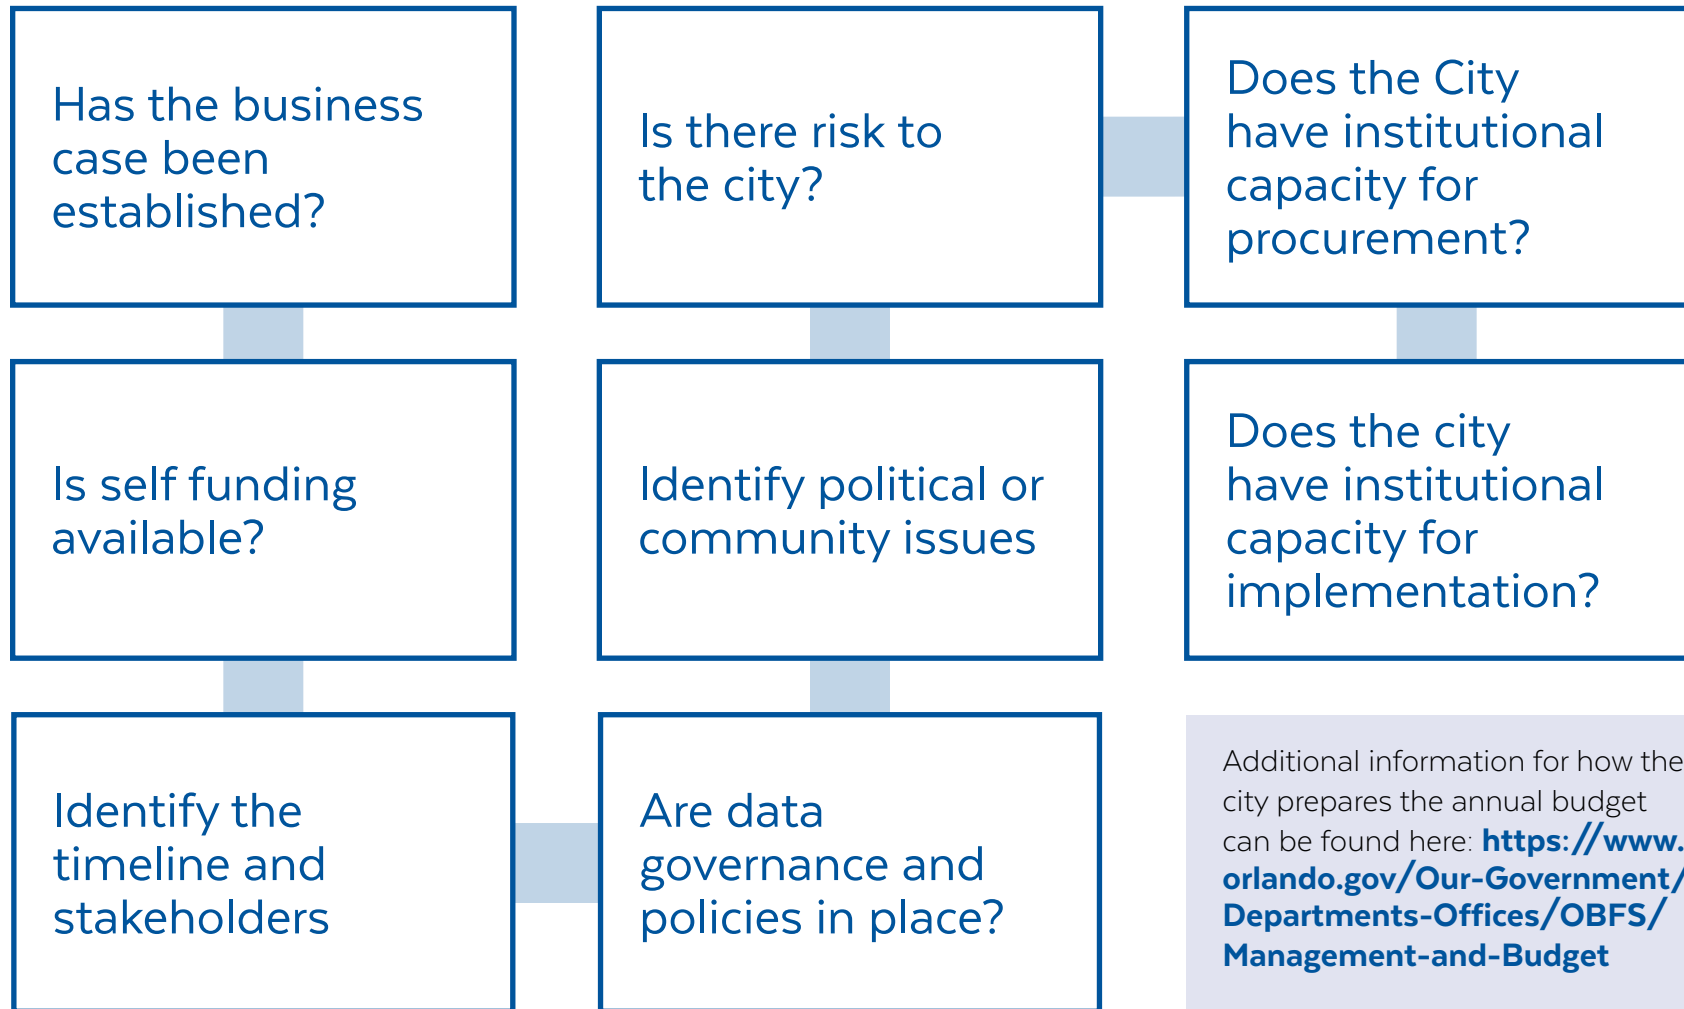 Has the business
case been
established?
Is self funding
available?
Identify the
timeline and
stakeholders
Are data
governance and
policies in place?
Identify political or
community issues
Is there risk to
the city?
Does the City
have institutional
capacity for
procurement?
Does the city
have institutional
capacity for
implementation?
Additional information for how the
city prepares the annual budget
can be found here: https://www.
orlando.gov/Our-Government/
Departments-Offices/OBFS/
Management-and-Budget